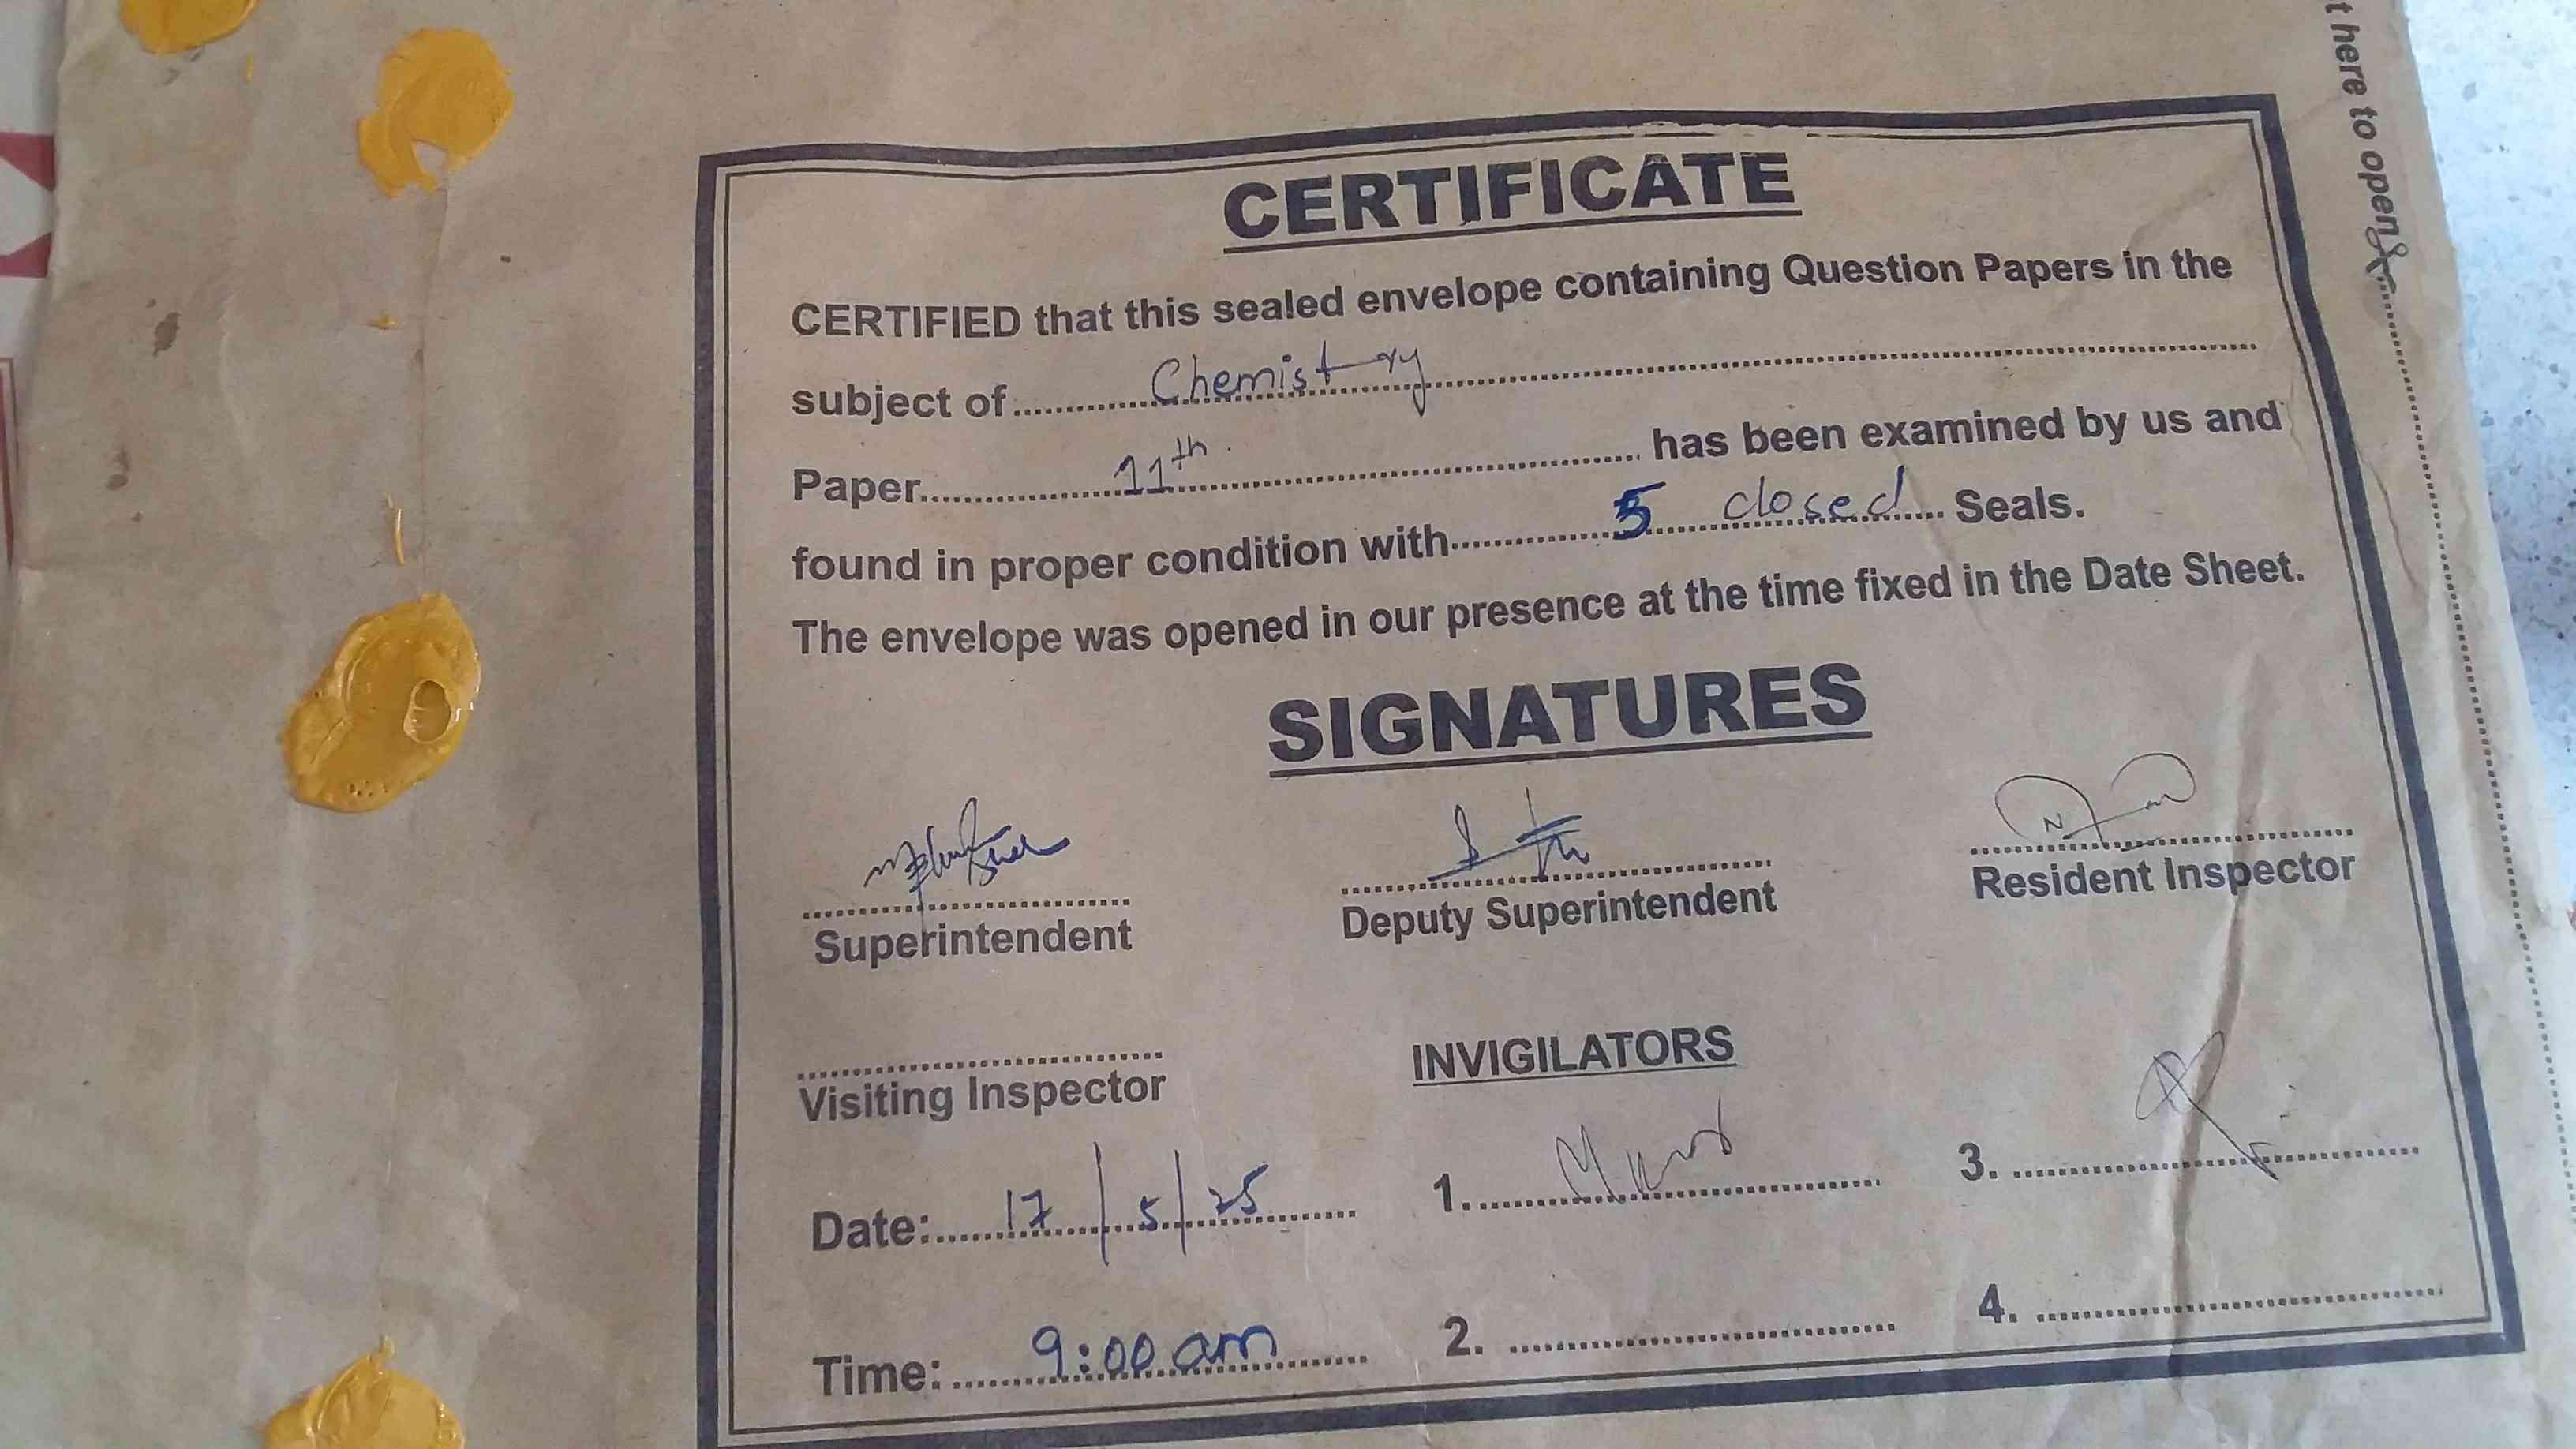 t here to open
CERTIFICATE
CERTIFIED that this sealed envelope containing Question Papers in the
subject of Chemistry
Paper 11th. has been examined by us and
found in proper condition with 5 closed Seals.
The envelope was opened in our presence at the time fixed in the Date Sheet.
SIGNATURES
Superintendent Deputy Superintendent Resident Inspector
Visiting Inspector INVIGILATORS
Date: 17/5/25 1. 3.
Time: 9:00 am 2. 4.